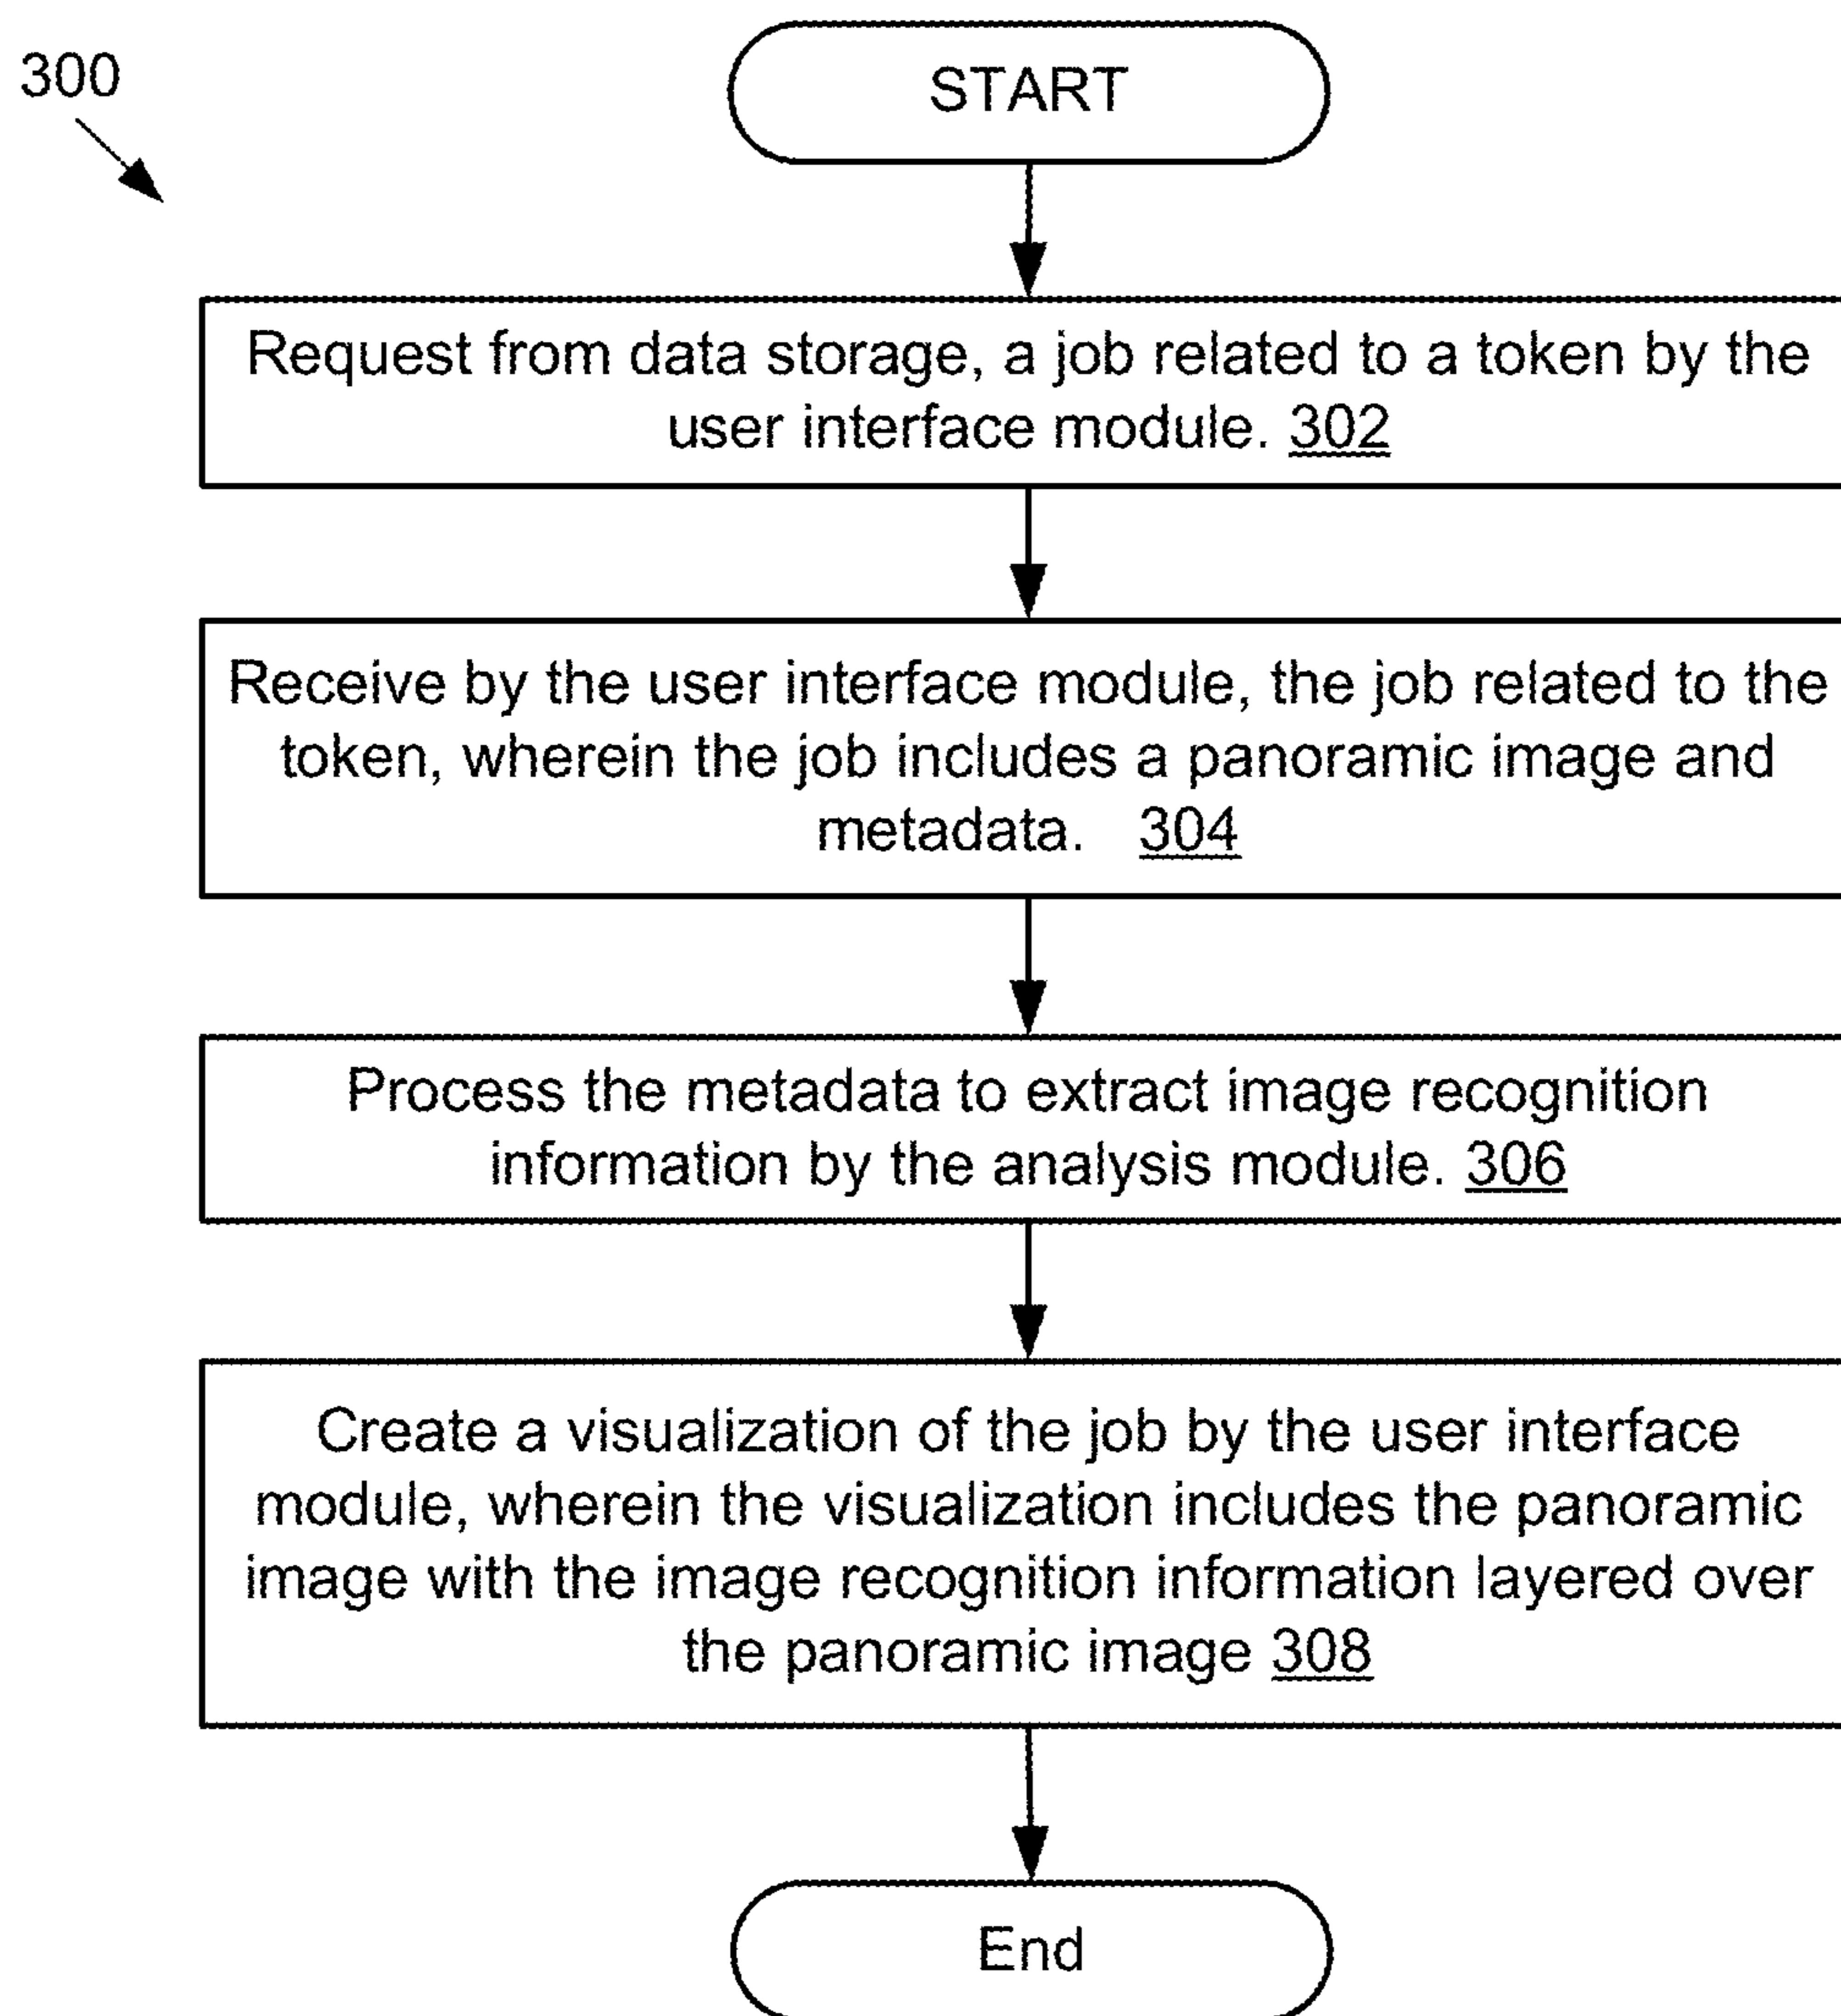 300
START
Request from data storage, a job related to a token by the
user interface module. 302
Receive by the user interface module, the job related to the
token, wherein the job includes a panoramic image and
metadata. 304
Process the metadata to extract image recognition
information by the analysis module. 306
Create a visualization of the job by the user interface
module, wherein the visualization includes the panoramic
image with the image recognition information layered over
the panoramic image 308
End